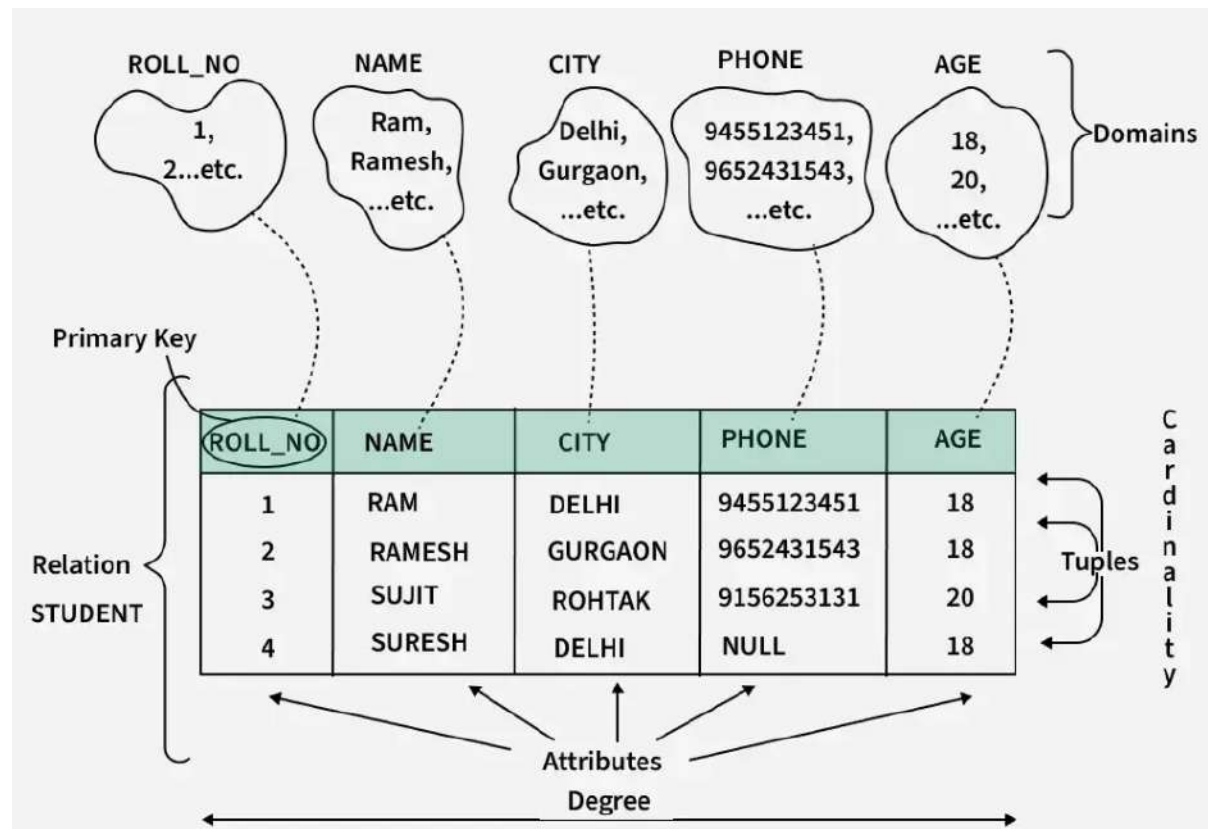 ROLL_NO NAME CITY PHONE AGE
1,
2...etc.
Ram,
Ramesh,
...etc.
Delhi,
Gurgaon,
...etc.
9455123451,
9652431543,
...etc.
18,
20,
...etc.
Domains
Primary Key
Relation
STUDENT
ROLL_NO NAME CITY PHONE AGE
1 RAM DELHI 9455123451 18
2 RAMESH GURGAON 9652431543 18
3 SUJIT ROHTAK 9156253131 20
4 SURESH DELHI NULL 18
Tuples
Cardinality
Attributes
Degree